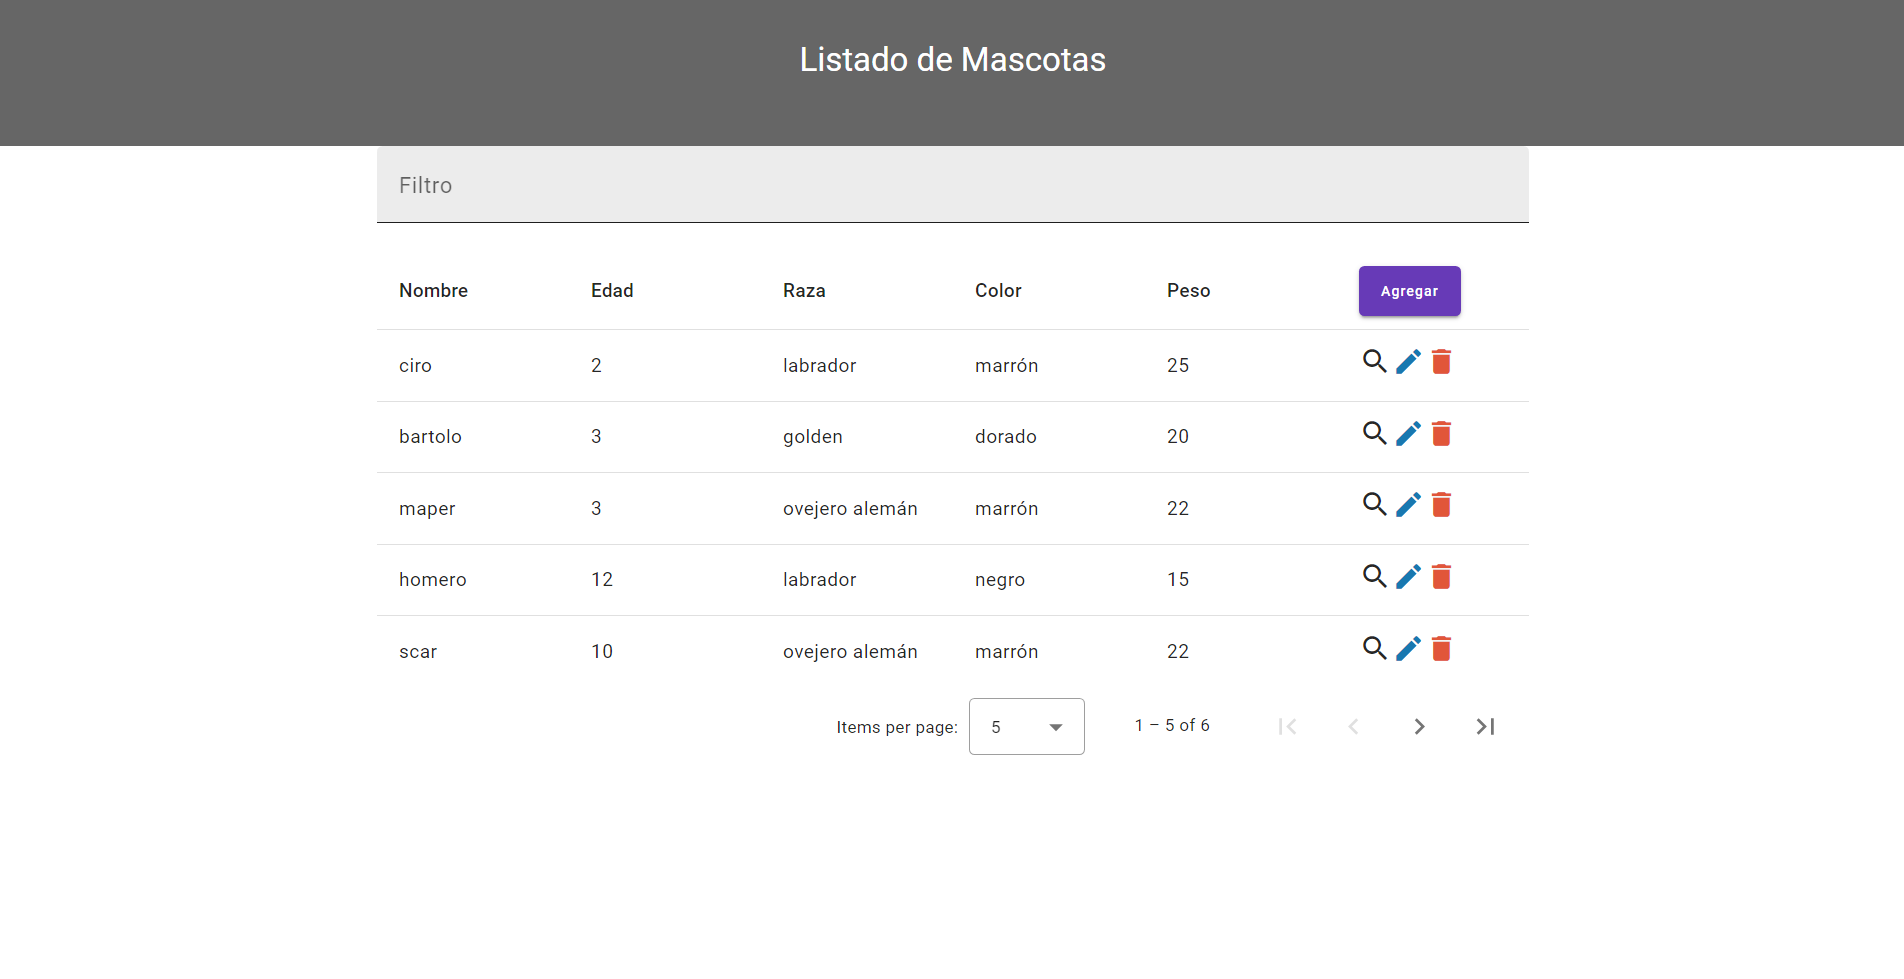 Listado de Mascotas
Filtro
Nombre Edad Raza Color Peso Agregar
ciro 2 labrador marrón 25
bartolo 3 golden dorado 20
maper 3 ovejero alemán marrón 22
homero 12 labrador negro 15
scar 10 ovejero alemán marrón 22
Items per page: 5 1 – 5 of 6